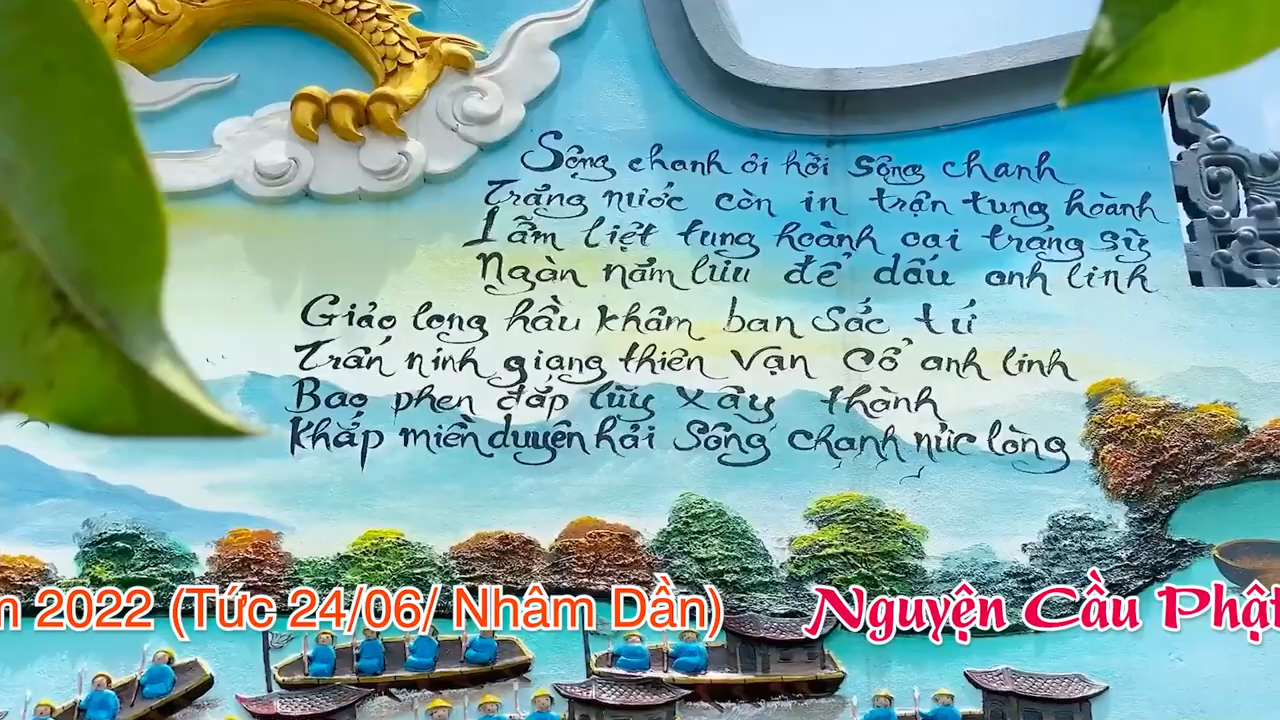 Sông chanh ôi hỡi sông chanh
Trắng nước còn in trận tung hoành
Lẫm liệt tung hoành oai tráng sỹ
Ngàn năm lưu để dấu anh linh
Giáo long hầu khâm ban sắc tứ
Trấn ninh giang thiên vạn cổ anh linh
Bao phen đắp lũy xây thành
Khắp miền duyên hải Sông chanh nức lòng
2022 (Tức 24/06/ Nhâm Dần) Nguyện Cầu Phật